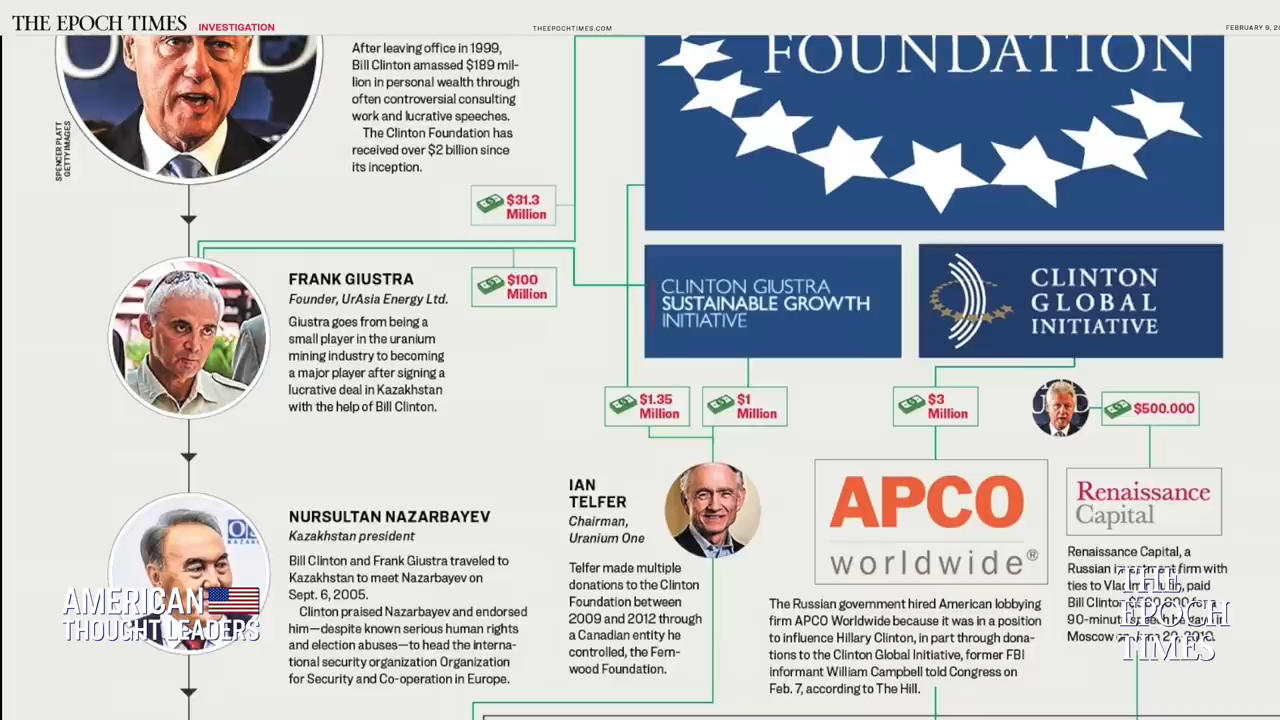 THE EPOCH TIMES INVESTIGATION
THEEPOCHTIMES.COM
FEBRUARY 9,
FOUNDATION
SPENCER PLATT
GETTY IMAGES
After leaving office in 1999,
Bill Clinton amassed $189 mil-
lion in personal wealth through
often controversial consulting
work and lucrative speeches.
The Clinton Foundation has
received over $2 billion since
its inception.
$31.3
Million
$100
Million
FRANK GIUSTRA
Founder, UrAsia Energy Ltd.
Giustra goes from being a
small player in the uranium
mining industry to becoming
a major player after signing a
lucrative deal in Kazakhstan
with the help of Bill Clinton.
CLINTON GIUSTRA
SUSTAINABLE GROWTH
INITIATIVE
CLINTON
GLOBAL
INITIATIVE
$1.35
Million
$1
Million
$3
Million
$500.000
NURSULTAN NAZARBAYEV
Kazakhstan president
Bill Clinton and Frank Giustra traveled to
Kazakhstan to meet Nazarbayev on
Sept. 6, 2005.
Clinton praised Nazarbayev and endorsed
him—despite known serious human rights
and election abuses—to head the interna-
tional security organization Organization
for Security and Co-operation in Europe.
IAN
TELFER
Chairman,
Uranium One
Telfer made multiple
donations to the Clinton
Foundation between
2009 and 2012 through
a Canadian entity he
controlled, the Fern-
wood Foundation.
APCO
worldwide®
The Russian government hired American lobbying
firm APCO Worldwide because it was in a position
to influence Hillary Clinton, in part through dona-
tions to the Clinton Global Initiative, former FBI
informant William Campbell told Congress on
Feb. 7, according to The Hill.
Renaissance
Capital
Renaissance Capital, a
Russian firm with
ties to paid
Bill Clinton
90-minute
Moscow
AMERICAN
THOUGHT LEADERS
THE
EPOCH
TIMES